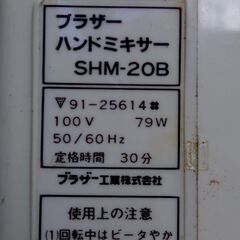 ブラザー
ハンドミキサー
SHM-20B
91-25614
100V 79W
50/60Hz
定格時間 30分
ブラザー工業株式会社
使用上の注意
(1)回転中はビータやか